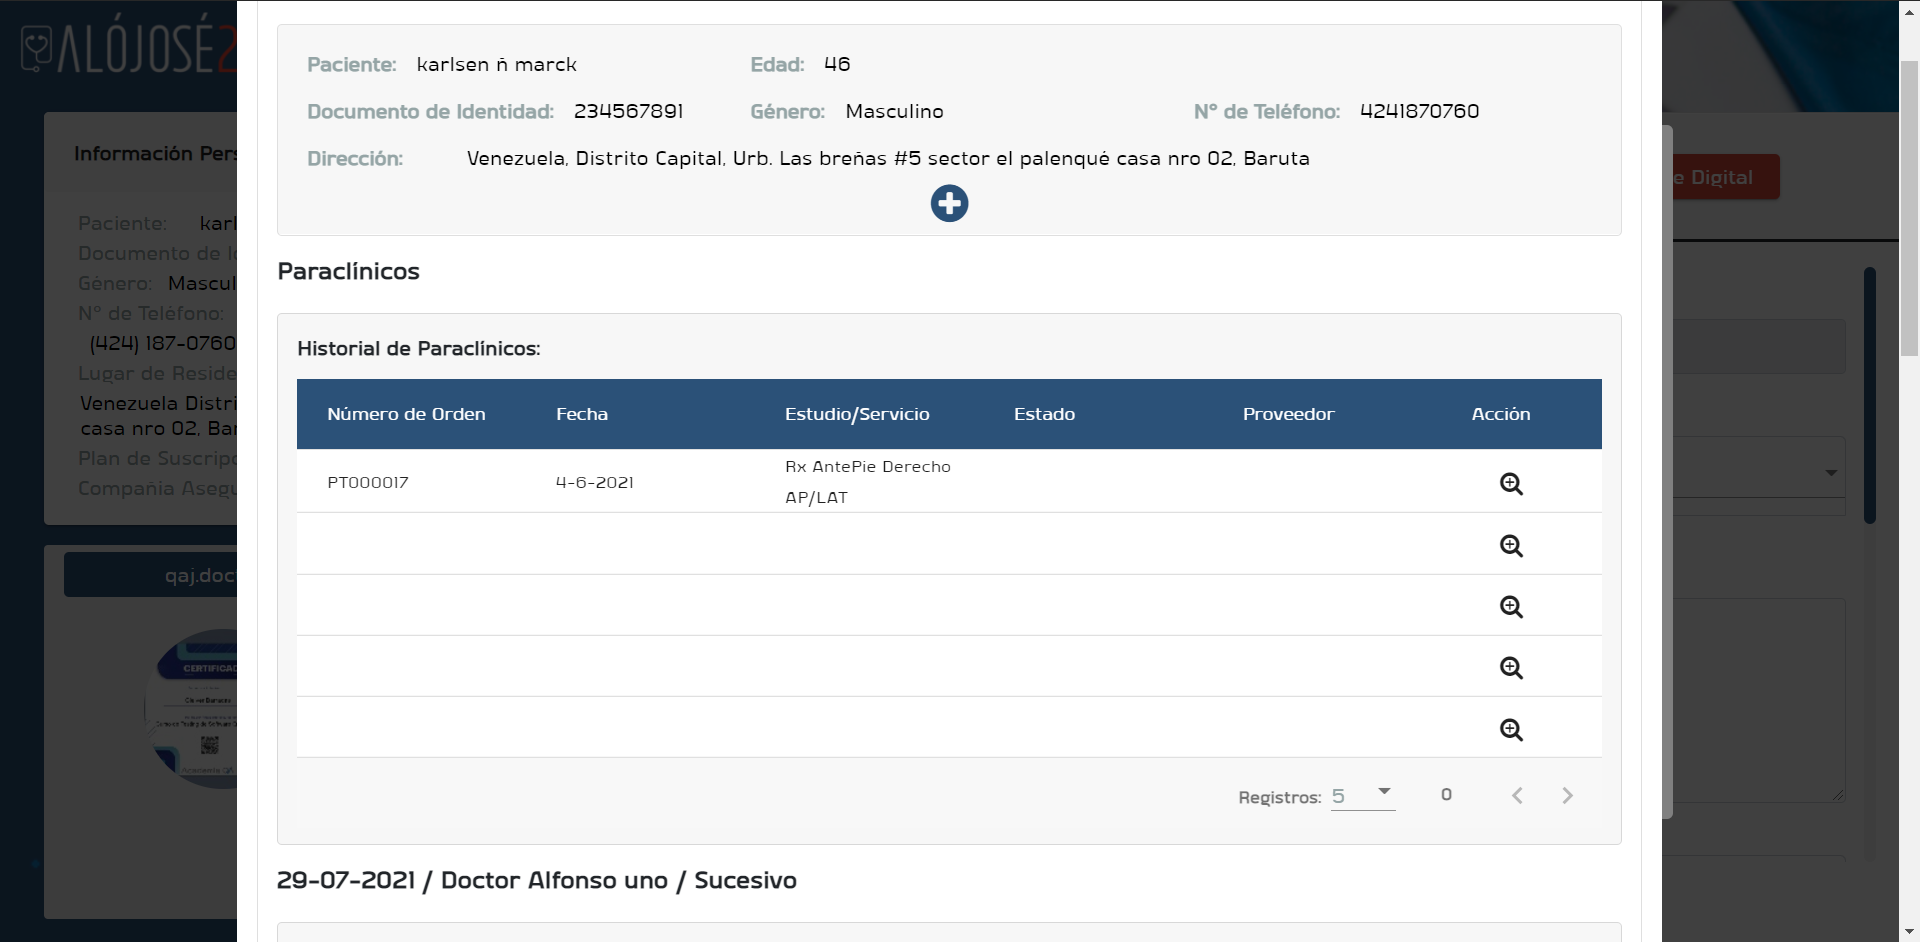 ALÓJOSÉ2
Información Pers
Paciente: karl
Documento de I
Género: Mascul
N° de Teléfono:
(424) 187-0760
Lugar de Reside
Venezuela Distri
casa nro 02, Bar
Plan de Suscripc
Compañia Asegu
qaj.doc
CERTIFICAD
Paciente: karlsen ñ marck Edad: 46
Documento de Identidad: 234567891 Género: Masculino N° de Teléfono: 4241870760
Dirección: Venezuela, Distrito Capital, Urb. Las breñas #5 sector el palenqué casa nro 02, Baruta
Paraclínicos
Historial de Paraclínicos:
Número de Orden Fecha Estudio/Servicio Estado Proveedor Acción
PT000017 4-6-2021 Rx AntePie Derecho
AP/LAT
Registros: 5 0
29-07-2021 / Doctor Alfonso uno / Sucesivo
e Digital